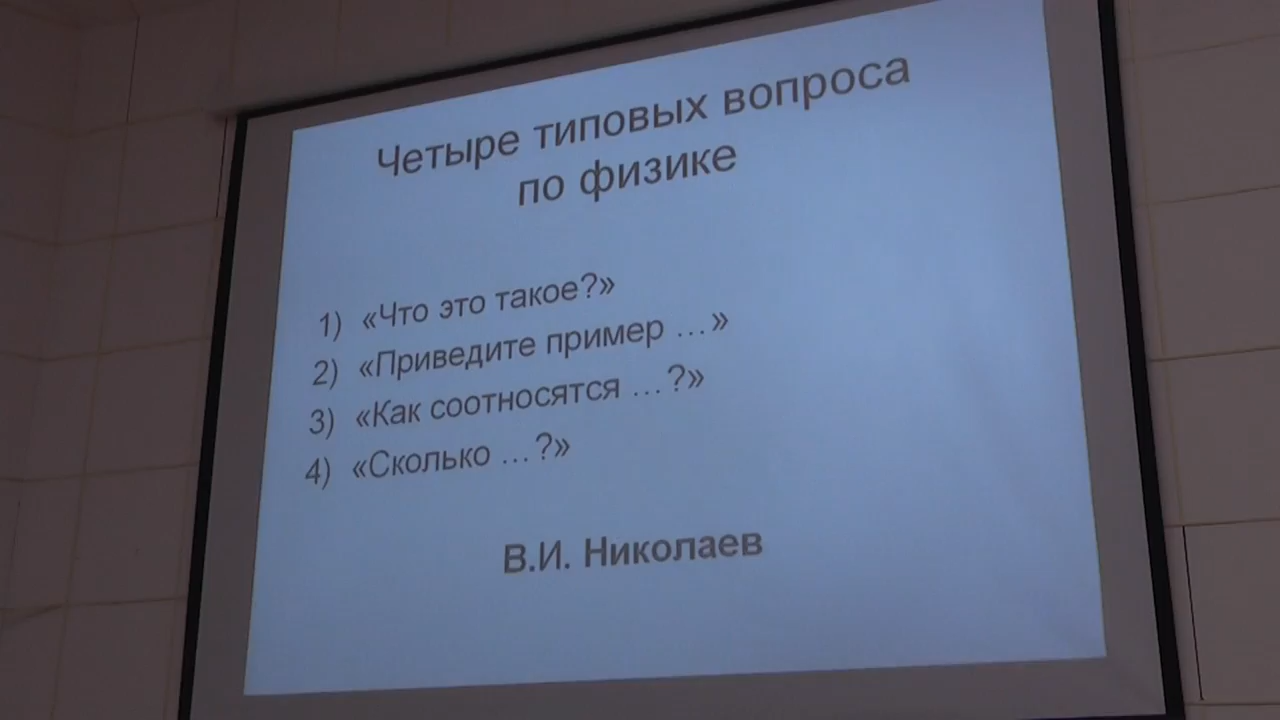 Четыре типовых вопроса
по физике
1) «Что это такое?»
2) «Приведите пример …»
3) «Как соотносятся … ?»
4) «Сколько … ?»
В.И. Николаев